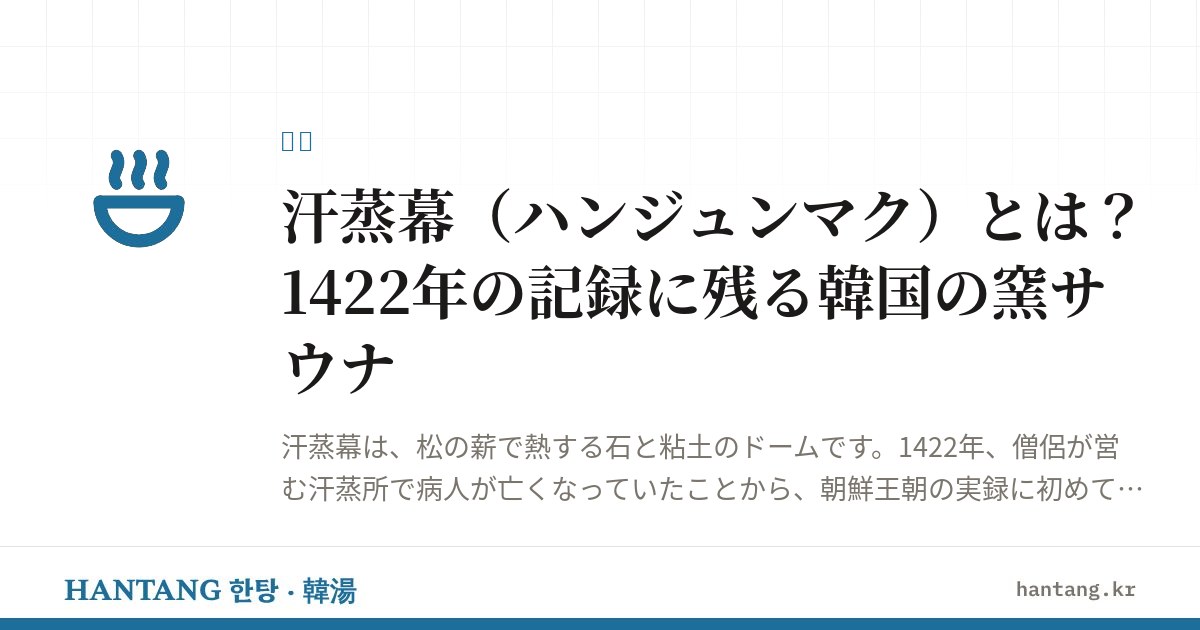 汗蒸幕（ハンジュンマク）とは？
1422年の記録に残る韓国の窯サ
ウナ
汗蒸幕は、松の薪で熱する石と粘土のドームです。1422年、僧侶が営
む汗蒸所で病人が亡くなっていたことから、朝鮮王朝の実録に初めて…
HANTANG 한탕 · 韓湯
hantang.kr